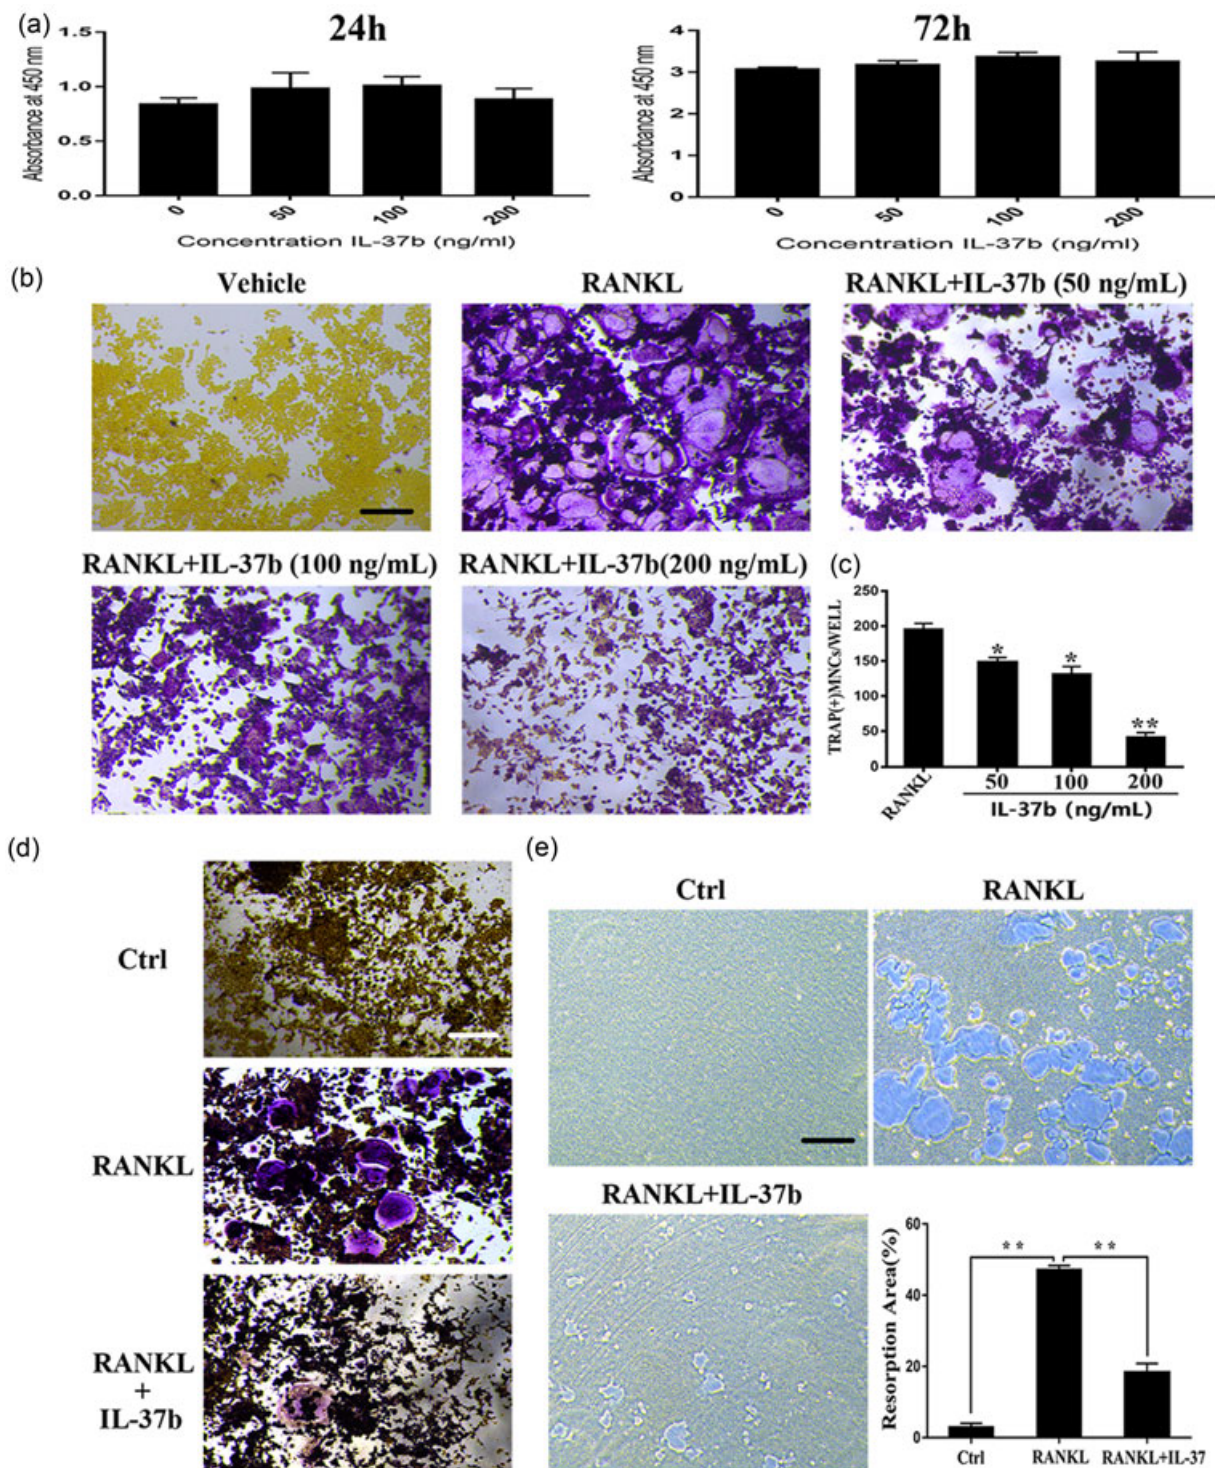 (a)
24h
1.5
1.0
0.5
0.0
Absorbance at 450 nm
0
50
100
200
Concentration IL-37b (ng/ml)
72h
4
3
2
1
0
Absorbance at 450 nm
0
50
100
200
Concentration IL-37b (ng/ml)
(b)
Vehicle
RANKL
RANKL+IL-37b (50 ng/mL)
RANKL+IL-37b (100 ng/mL)
RANKL+IL-37b(200 ng/mL)
(c)
250
200
150
100
50
0
TRAP(+)MNCs/WELL
*
*
**
RANKL
50
100
200
IL-37b (ng/mL)
(d)
Ctrl
RANKL
RANKL
+
IL-37b
(e)
Ctrl
RANKL
RANKL+IL-37b
60
40
20
0
Resorption Area(%)
**
**
Ctrl
RANKL
RANKL+IL-37